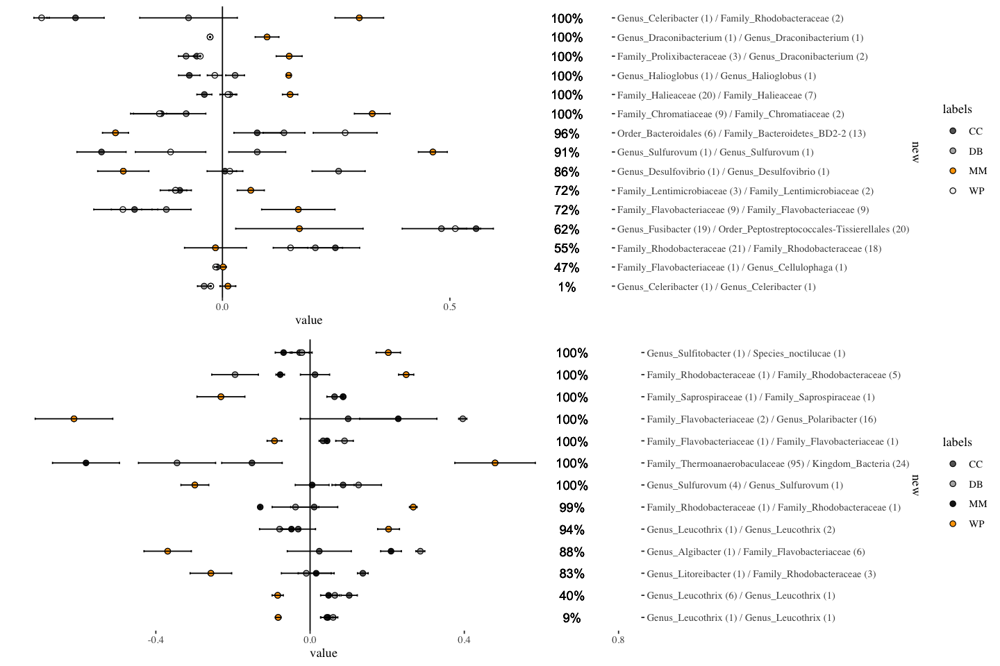 100% Genus_Celeribacter (1) / Family_Rhodobacteraceae (2)
100% Genus_Draconibacterium (1) / Genus_Draconibacterium (1)
100% Family_Prolixibacteraceae (3) / Genus_Draconibacterium (2)
100% Genus_Halioglobus (1) / Genus_Halioglobus (1)
100% Family_Halieaceae (20) / Family_Halieaceae (7)
100% Family_Chromatiaceae (9) / Family_Chromatiaceae (2)
96% Order_Bacteroidales (6) / Family_Bacteroidetes_BD2-2 (13)
91% Genus_Sulfurovum (1) / Genus_Sulfurovum (1)
86% Genus_Desulfovibrio (1) / Genus_Desulfovibrio (1)
72% Family_Lentimicrobiaceae (3) / Family_Lentimicrobiaceae (2)
72% Family_Flavobacteriaceae (9) / Family_Flavobacteriaceae (9)
62% Genus_Fusibacter (19) / Order_Peptostreptococcales-Tissierellales (20)
55% Family_Rhodobacteraceae (21) / Family_Rhodobacteraceae (18)
47% Family_Flavobacteriaceae (1) / Genus_Cellulophaga (1)
1% Genus_Celeribacter (1) / Genus_Celeribacter (1)
0.0 0.5
value
new
labels
CC
DB
MM
WP
100% Genus_Sulfitobacter (1) / Species_noctilucae (1)
100% Family_Rhodobacteraceae (1) / Family_Rhodobacteraceae (5)
100% Family_Saprospiraceae (1) / Family_Saprospiraceae (1)
100% Family_Flavobacteriaceae (2) / Genus_Polaribacter (16)
100% Family_Flavobacteriaceae (1) / Family_Flavobacteriaceae (1)
100% Family_Thermoanaerobaculaceae (95) / Kingdom_Bacteria (24)
100% Genus_Sulfurovum (4) / Genus_Sulfurovum (1)
99% Family_Rhodobacteraceae (1) / Family_Rhodobacteraceae (1)
94% Genus_Leucothrix (1) / Genus_Leucothrix (2)
88% Genus_Algibacter (1) / Family_Flavobacteriaceae (6)
83% Genus_Litoreibacter (1) / Family_Rhodobacteraceae (3)
40% Genus_Leucothrix (6) / Genus_Leucothrix (1)
9% Genus_Leucothrix (1) / Genus_Leucothrix (1)
-0.4 0.0 0.4 0.8
value
new
labels
CC
DB
MM
WP